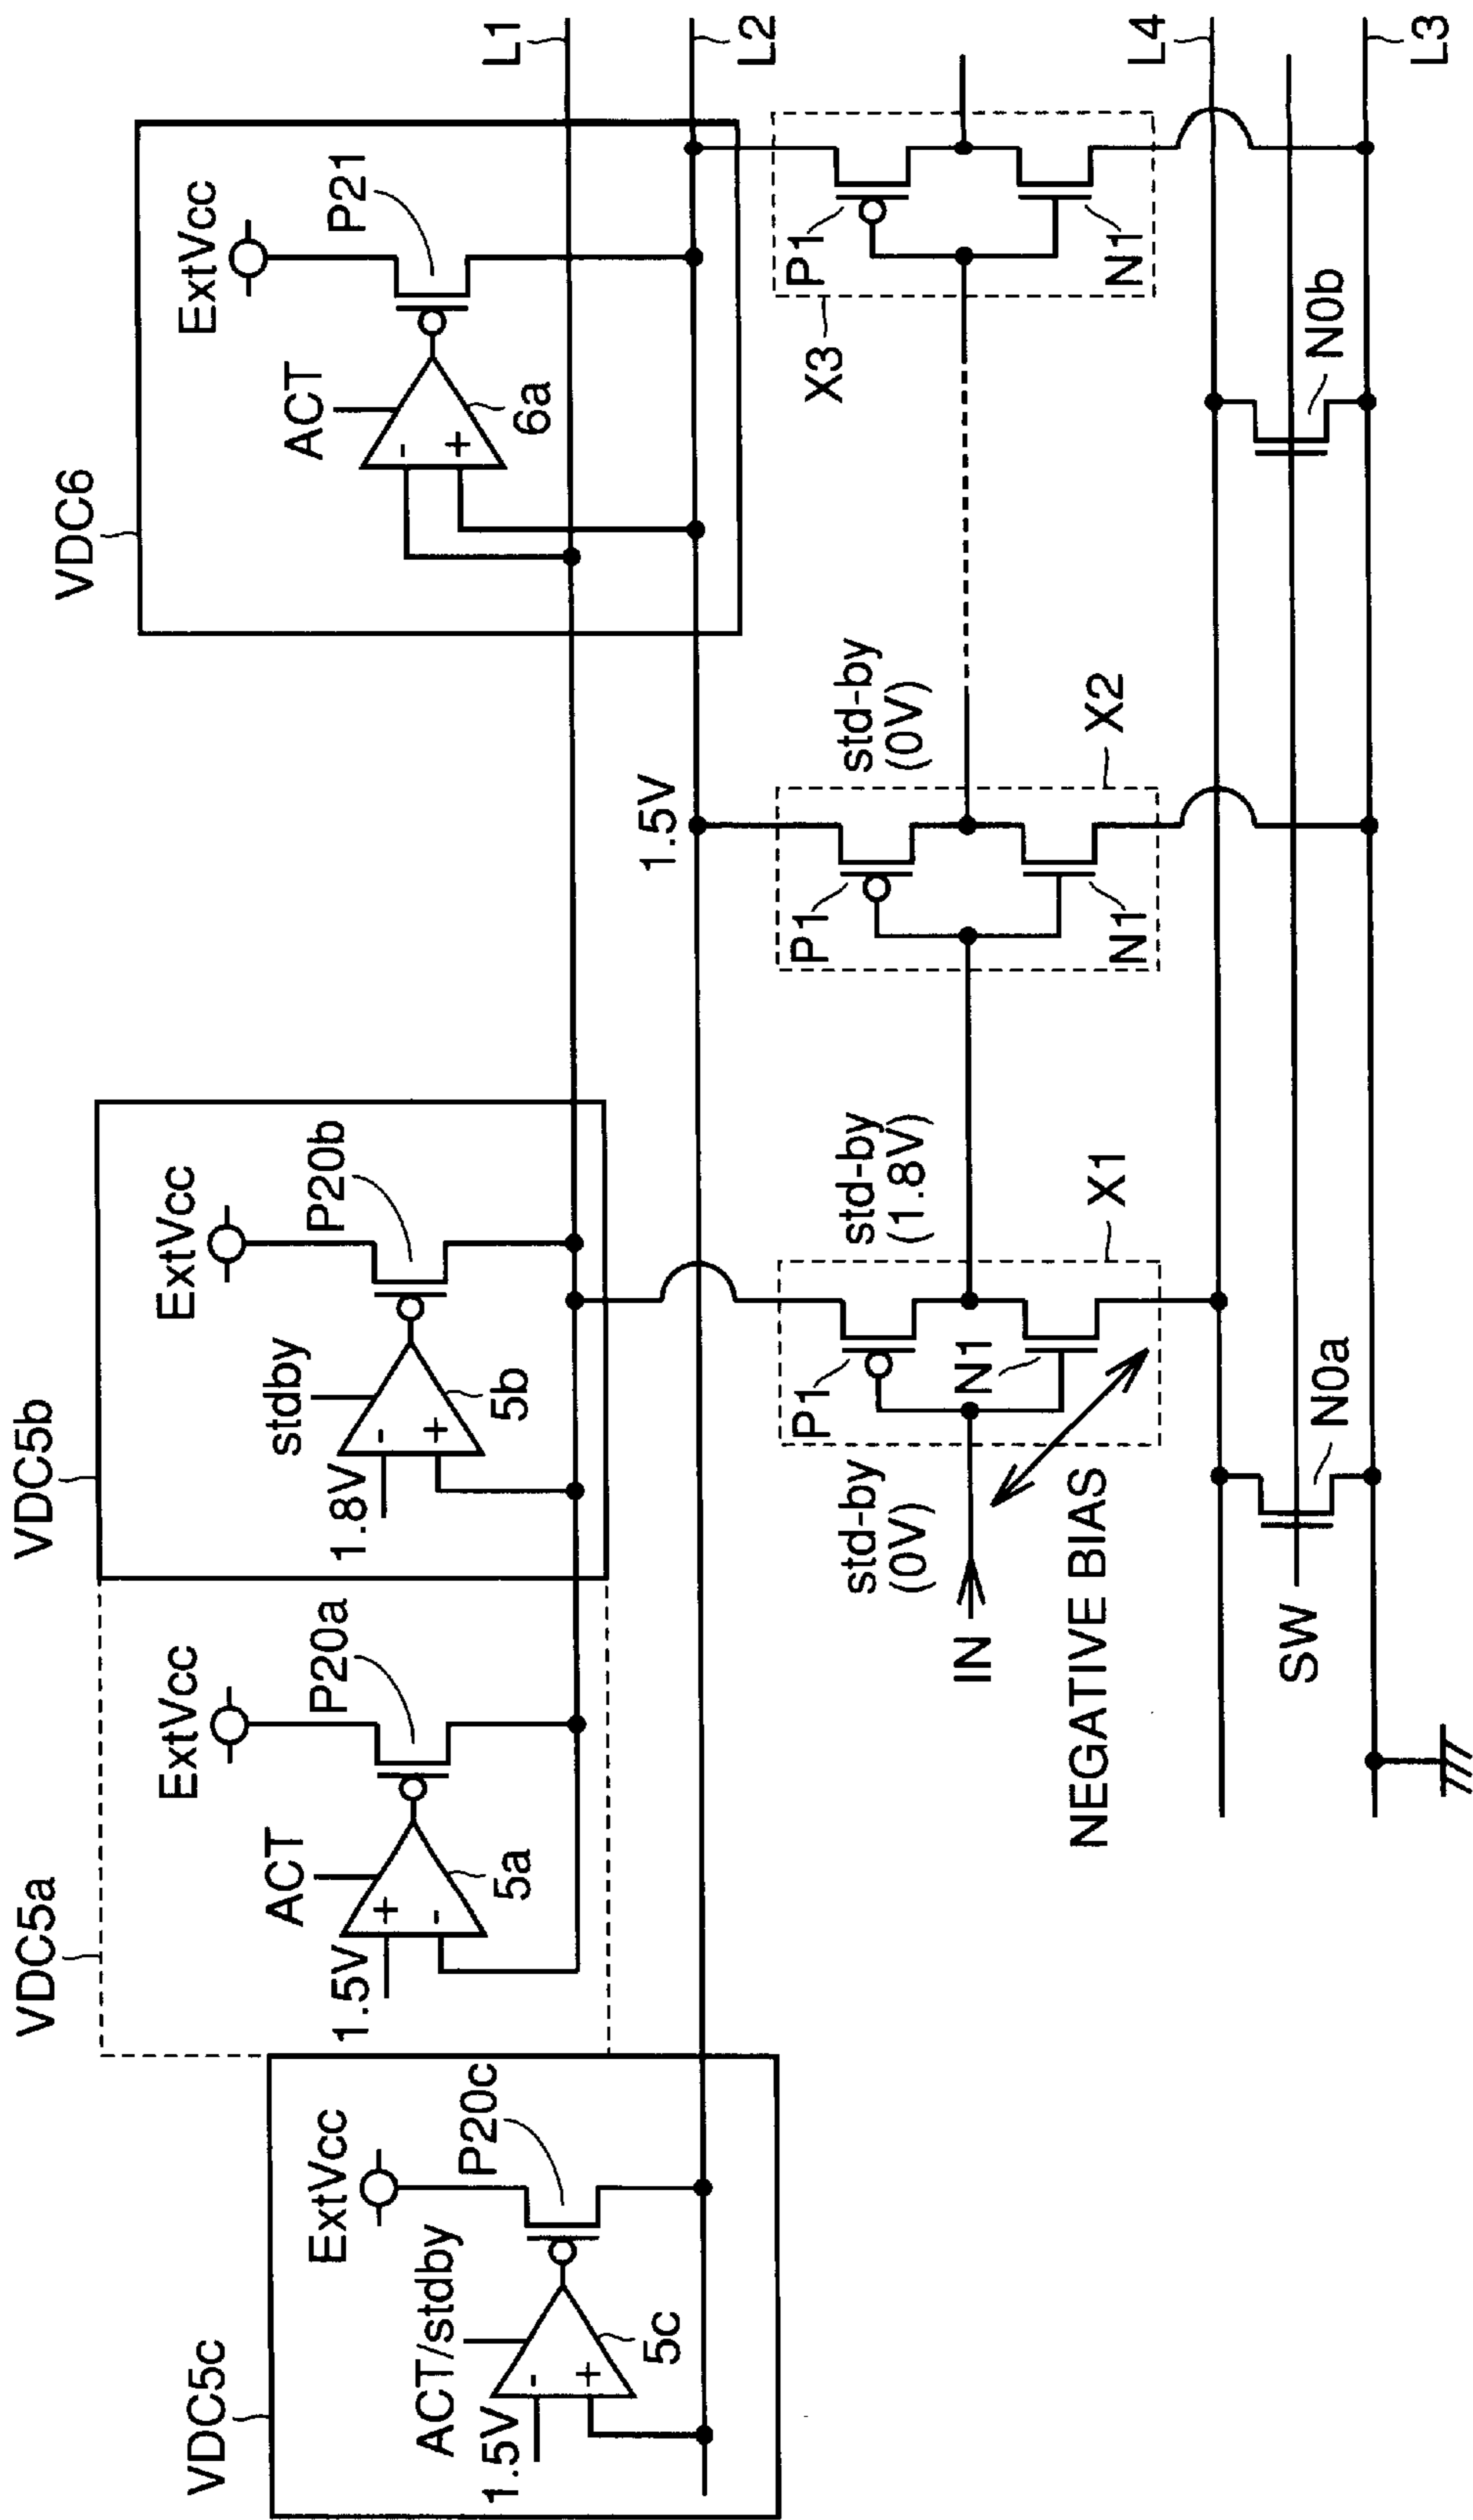 VDC5c
ExtVcc
P20c
ACT/stdby
1.5V
-
+
5c
VDC5a
ExtVcc
P20a
ACT
1.5V
+
-
5a
VDC5b
ExtVcc
P20b
stdby
1.8V
-
+
5b
VDC6
ExtVcc
P21
ACT
-
+
6a
L1
L2
1.5V
std-by
(0V)
IN
NEGATIVE BIAS
P1
N1
std-by
(1.8V)
X1
P1
N1
std-by
(0V)
X2
X3
P1
N1
L4
SW
N0a
N0b
L3